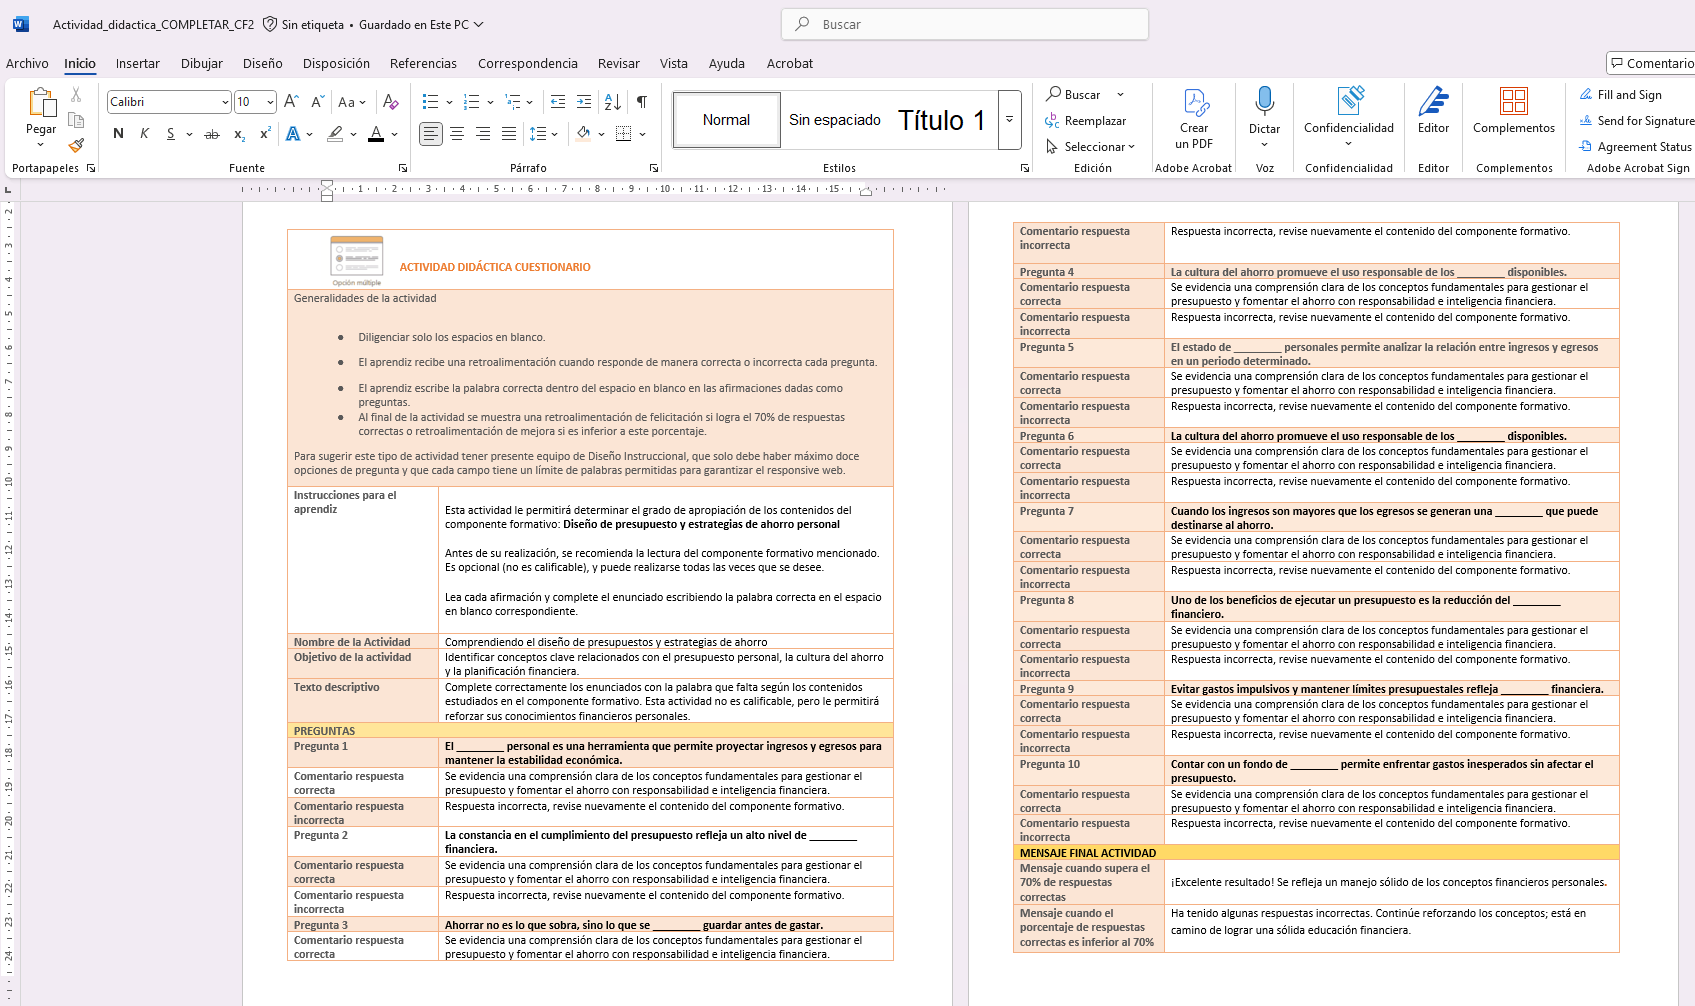 Actividad_didactica_COMPLETAR_CF2 Sin etiqueta • Guardado en Este PC
Buscar
Archivo Inicio Insertar Dibujar Diseño Disposición Referencias Correspondencia Revisar Vista Ayuda Acrobat
Comentario
Pegar
Portapapeles
Calibri 10
Aa
N K S ab x₂ x² A A
Fuente
Párrafo
Normal
Sin espaciado
Título 1
Estilos
Buscar
Reemplazar
Seleccionar
Edición
Crear
un PDF
Adobe Acrobat
Dictar
Voz
Confidencialidad
Confidencialidad
Editor
Editor
Complementos
Complementos
Fill and Sign
Send for Signature
Agreement Status
Adobe Acrobat Sign
1 2 3 4 5 6 7 8 9 10 11 12 13 14 15
2 3 4 5 6 7 8 9 10 11 12 13 14 15 16 17 18 19 20 21 22 23 24
Opción múltiple
ACTIVIDAD DIDÁCTICA CUESTIONARIO
Generalidades de la actividad
● Diligenciar solo los espacios en blanco.
● El aprendiz recibe una retroalimentación cuando responde de manera correcta o incorrecta cada pregunta.
● El aprendiz escribe la palabra correcta dentro del espacio en blanco en las afirmaciones dadas como
preguntas.
● Al final de la actividad se muestra una retroalimentación de felicitación si logra el 70% de respuestas
correctas o retroalimentación de mejora si es inferior a este porcentaje.
Para sugerir este tipo de actividad tener presente equipo de Diseño Instruccional, que solo debe haber máximo doce
opciones de pregunta y que cada campo tiene un límite de palabras permitidas para garantizar el responsive web.
Instrucciones para el
aprendiz
Esta actividad le permitirá determinar el grado de apropiación de los contenidos del
componente formativo: Diseño de presupuesto y estrategias de ahorro personal
Antes de su realización, se recomienda la lectura del componente formativo mencionado.
Es opcional (no es calificable), y puede realizarse todas las veces que se desee.
Lea cada afirmación y complete el enunciado escribiendo la palabra correcta en el espacio
en blanco correspondiente.
Nombre de la Actividad
Comprendiendo el diseño de presupuestos y estrategias de ahorro
Objetivo de la actividad
Identificar conceptos clave relacionados con el presupuesto personal, la cultura del ahorro
y la planificación financiera.
Texto descriptivo
Complete correctamente los enunciados con la palabra que falta según los contenidos
estudiados en el componente formativo. Esta actividad no es calificable, pero le permitirá
reforzar sus conocimientos financieros personales.
PREGUNTAS
Pregunta 1
El ________ personal es una herramienta que permite proyectar ingresos y egresos para
mantener la estabilidad económica.
Comentario respuesta
correcta
Se evidencia una comprensión clara de los conceptos fundamentales para gestionar el
presupuesto y fomentar el ahorro con responsabilidad e inteligencia financiera.
Comentario respuesta
incorrecta
Respuesta incorrecta, revise nuevamente el contenido del componente formativo.
Pregunta 2
La constancia en el cumplimiento del presupuesto refleja un alto nivel de ________
financiera.
Comentario respuesta
correcta
Se evidencia una comprensión clara de los conceptos fundamentales para gestionar el
presupuesto y fomentar el ahorro con responsabilidad e inteligencia financiera.
Comentario respuesta
incorrecta
Respuesta incorrecta, revise nuevamente el contenido del componente formativo.
Pregunta 3
Ahorrar no es lo que sobra, sino lo que se ________ guardar antes de gastar.
Comentario respuesta
correcta
Se evidencia una comprensión clara de los conceptos fundamentales para gestionar el
presupuesto y fomentar el ahorro con responsabilidad e inteligencia financiera.
Comentario respuesta
incorrecta
Respuesta incorrecta, revise nuevamente el contenido del componente formativo.
Pregunta 4
La cultura del ahorro promueve el uso responsable de los ________ disponibles.
Comentario respuesta
correcta
Se evidencia una comprensión clara de los conceptos fundamentales para gestionar el
presupuesto y fomentar el ahorro con responsabilidad e inteligencia financiera.
Comentario respuesta
incorrecta
Respuesta incorrecta, revise nuevamente el contenido del componente formativo.
Pregunta 5
El estado de ________ personales permite analizar la relación entre ingresos y egresos
en un periodo determinado.
Comentario respuesta
correcta
Se evidencia una comprensión clara de los conceptos fundamentales para gestionar el
presupuesto y fomentar el ahorro con responsabilidad e inteligencia financiera.
Comentario respuesta
incorrecta
Respuesta incorrecta, revise nuevamente el contenido del componente formativo.
Pregunta 6
La cultura del ahorro promueve el uso responsable de los ________ disponibles.
Comentario respuesta
correcta
Se evidencia una comprensión clara de los conceptos fundamentales para gestionar el
presupuesto y fomentar el ahorro con responsabilidad e inteligencia financiera.
Comentario respuesta
incorrecta
Respuesta incorrecta, revise nuevamente el contenido del componente formativo.
Pregunta 7
Cuando los ingresos son mayores que los egresos se generan una ________ que puede
destinarse al ahorro.
Comentario respuesta
correcta
Se evidencia una comprensión clara de los conceptos fundamentales para gestionar el
presupuesto y fomentar el ahorro con responsabilidad e inteligencia financiera.
Comentario respuesta
incorrecta
Respuesta incorrecta, revise nuevamente el contenido del componente formativo.
Pregunta 8
Uno de los beneficios de ejecutar un presupuesto es la reducción del ________
financiero.
Comentario respuesta
correcta
Se evidencia una comprensión clara de los conceptos fundamentales para gestionar el
presupuesto y fomentar el ahorro con responsabilidad e inteligencia financiera.
Comentario respuesta
incorrecta
Respuesta incorrecta, revise nuevamente el contenido del componente formativo.
Pregunta 9
Evitar gastos impulsivos y mantener límites presupuestales refleja ________ financiera.
Comentario respuesta
correcta
Se evidencia una comprensión clara de los conceptos fundamentales para gestionar el
presupuesto y fomentar el ahorro con responsabilidad e inteligencia financiera.
Comentario respuesta
incorrecta
Respuesta incorrecta, revise nuevamente el contenido del componente formativo.
Pregunta 10
Contar con un fondo de ________ permite enfrentar gastos inesperados sin afectar el
presupuesto.
Comentario respuesta
correcta
Se evidencia una comprensión clara de los conceptos fundamentales para gestionar el
presupuesto y fomentar el ahorro con responsabilidad e inteligencia financiera.
Comentario respuesta
incorrecta
Respuesta incorrecta, revise nuevamente el contenido del componente formativo.
MENSAJE FINAL ACTIVIDAD
Mensaje cuando supera el
70% de respuestas
correctas
¡Excelente resultado! Se refleja un manejo sólido de los conceptos financieros personales.
Mensaje cuando el
porcentaje de respuestas
correctas es inferior al 70%
Ha tenido algunas respuestas incorrectas. Continúe reforzando los conceptos; está en
camino de lograr una sólida educación financiera.